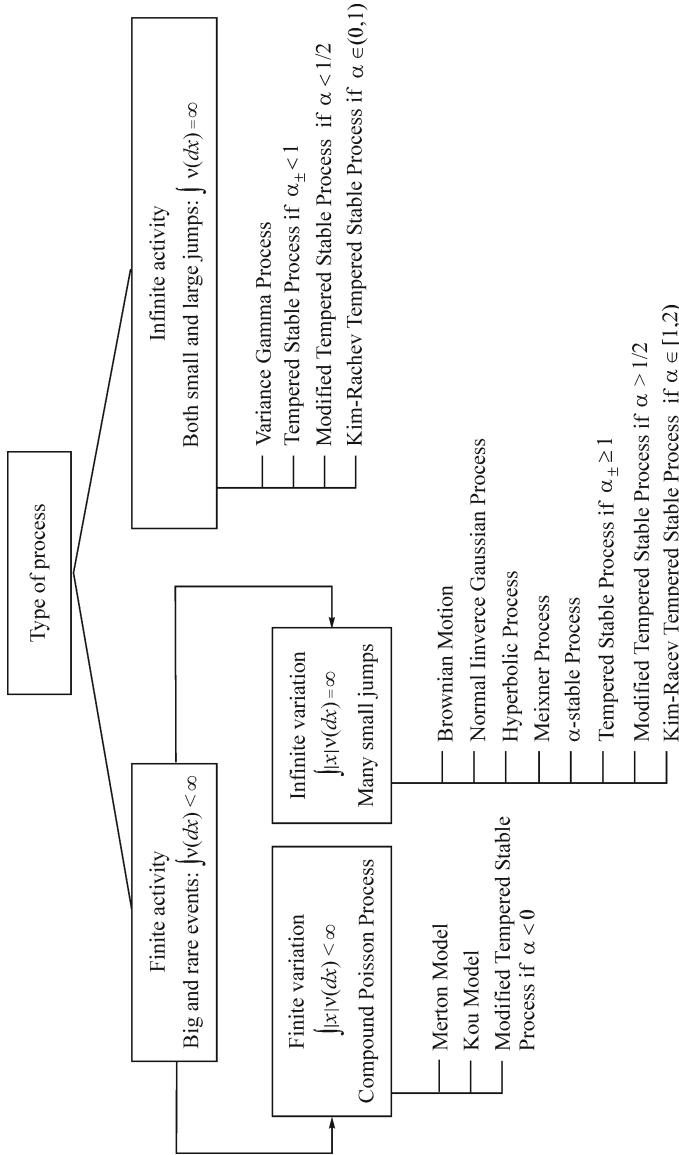 Type of process
Finite activity
Big and rare events: ∫ν(dx) < ∞
Infinite activity
Both small and large jumps: ∫ ν(dx) = ∞
Finite variation
∫|x|ν(dx) < ∞
Compound Poisson Process
Infinite variation
∫|x|ν(dx) = ∞
Many small jumps
Variance Gamma Process
Tempered Stable Process if α± < 1
Modified Tempered Stable Process if α < 1/2
Kim-Rachev Tempered Stable Process if α ∈(0,1)
Merton Model
Kou Model
Modified Tempered Stable
Process if α < 0
Brownian Motion
Normal Inverce Gaussian Process
Hyperbolic Process
Meixner Process
α-stable Process
Tempered Stable Process if α± ≥ 1
Modified Tempered Stable Process if α > 1/2
Kim-Racev Tempered Stable Process if α ∈ [1,2)